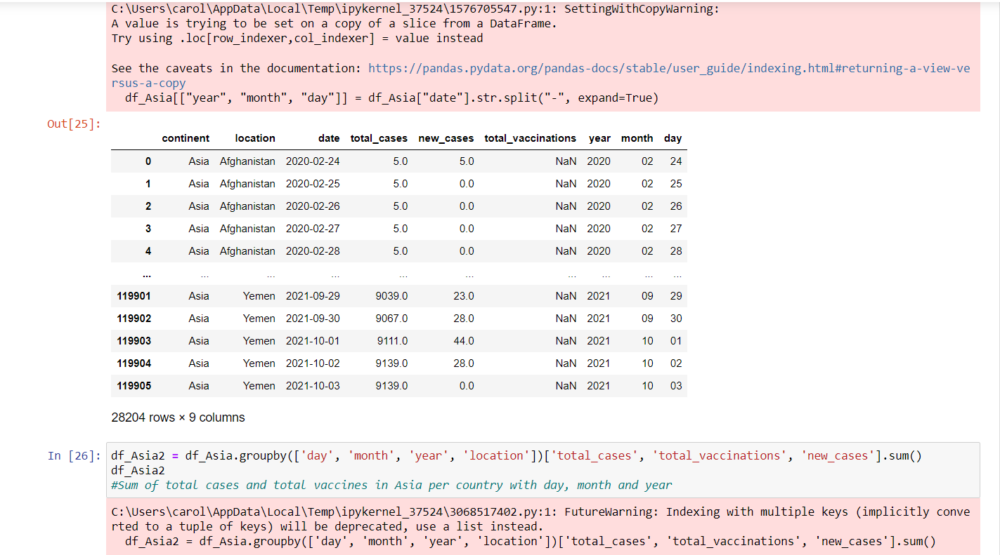 C:\Users\carol\AppData\Local\Temp\ipykernel_37524\1576705547.py:1: SettingWithCopyWarning:
A value is trying to be set on a copy of a slice from a DataFrame.
Try using .loc[row_indexer,col_indexer] = value instead
See the caveats in the documentation: https://pandas.pydata.org/pandas-docs/stable/user_guide/indexing.html#returning-a-view-ve
rsus-a-copy
df_Asia[["year", "month", "day"]] = df_Asia["date"].str.split("-", expand=True)
Out[25]:
continent location date total_cases new_cases total_vaccinations year month day
0 Asia Afghanistan 2020-02-24 5.0 5.0 NaN 2020 02 24
1 Asia Afghanistan 2020-02-25 5.0 0.0 NaN 2020 02 25
2 Asia Afghanistan 2020-02-26 5.0 0.0 NaN 2020 02 26
3 Asia Afghanistan 2020-02-27 5.0 0.0 NaN 2020 02 27
4 Asia Afghanistan 2020-02-28 5.0 0.0 NaN 2020 02 28
... ... ... ... ... ... ... ... ... ...
119901 Asia Yemen 2021-09-29 9039.0 23.0 NaN 2021 09 29
119902 Asia Yemen 2021-09-30 9067.0 28.0 NaN 2021 09 30
119903 Asia Yemen 2021-10-01 9111.0 44.0 NaN 2021 10 01
119904 Asia Yemen 2021-10-02 9139.0 28.0 NaN 2021 10 02
119905 Asia Yemen 2021-10-03 9139.0 0.0 NaN 2021 10 03
28204 rows × 9 columns
In [26]: df_Asia2 = df_Asia.groupby(['day', 'month', 'year', 'location'])['total_cases', 'total_vaccinations', 'new_cases'].sum()
df_Asia2
#Sum of total cases and total vaccines in Asia per country with day, month and year
C:\Users\carol\AppData\Local\Temp\ipykernel_37524\3068517402.py:1: FutureWarning: Indexing with multiple keys (implicitly conve
rted to a tuple of keys) will be deprecated, use a list instead.
df_Asia2 = df_Asia.groupby(['day', 'month', 'year', 'location'])['total_cases', 'total_vaccinations', 'new_cases'].sum()